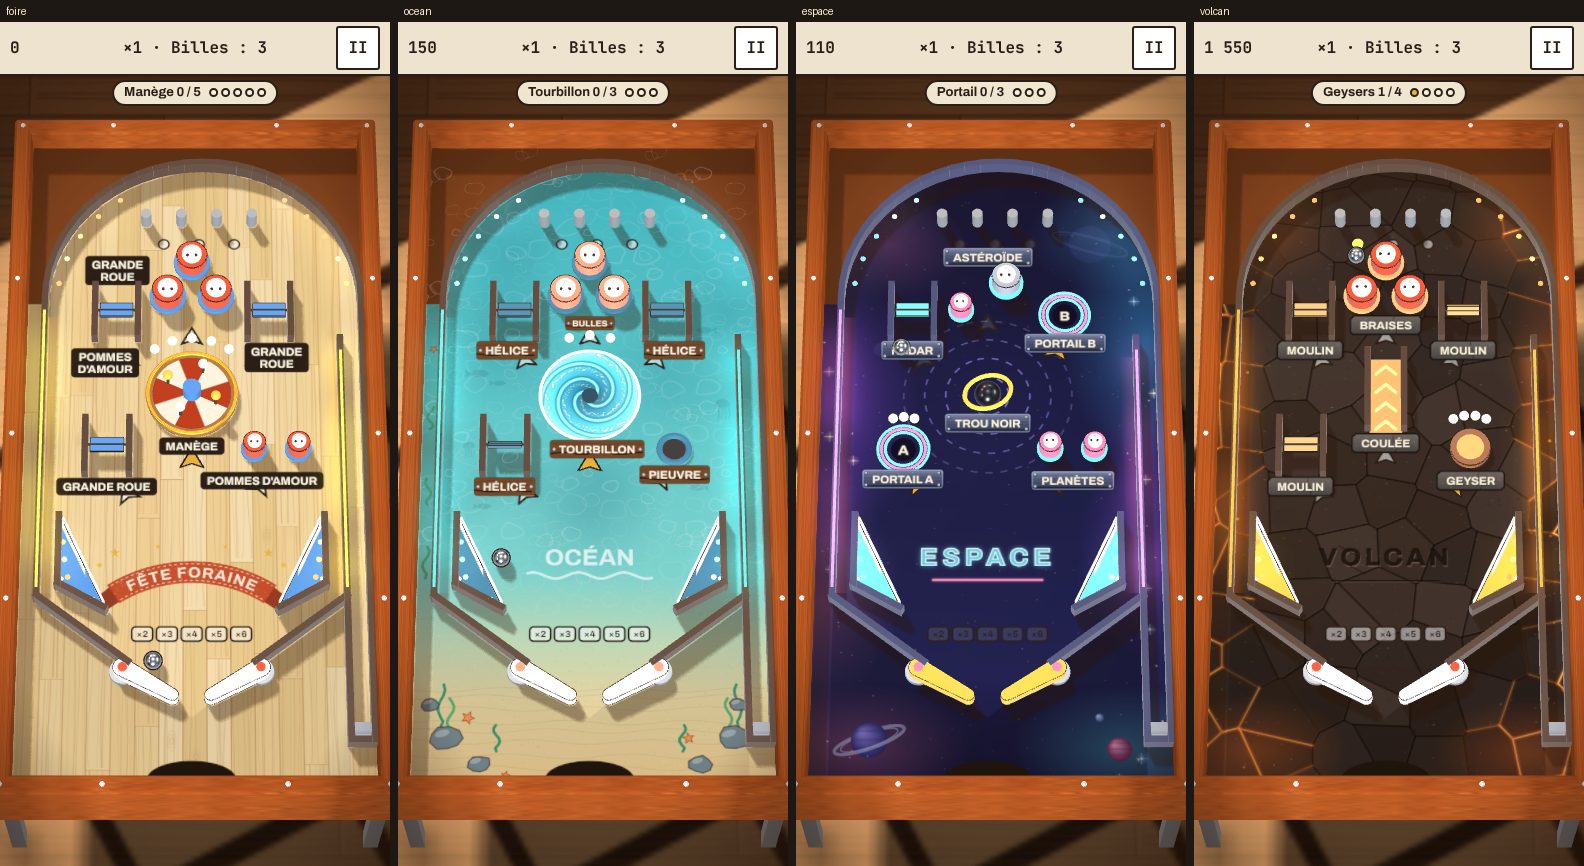 foire
0
×1 · Billes : 3
II
Manège 0 / 5
GRANDE
ROUE
POMMES
D'AMOUR
GRANDE
ROUE
MANÈGE
GRANDE ROUE
POMMES D'AMOUR
FÊTE FORAINE
×2 ×3 ×4 ×5 ×6
ocean
150
×1 · Billes : 3
II
Tourbillon 0 / 3
BULLES
HÉLICE
HÉLICE
TOURBILLON
PIEUVRE
HÉLICE
OCÉAN
×2 ×3 ×4 ×5 ×6
espace
110
×1 · Billes : 3
II
Portail 0 / 3
ASTÉROÏDE
B
PORTAIL B
TROU NOIR
A
PORTAIL A
PLANÈTES
ESPACE
×2 ×3 ×4 ×5 ×6
volcan
1 550
×1 · Billes : 3
II
Geysers 1 / 4
BRAISES
MOULIN
MOULIN
COULÉE
MOULIN
GEYSER
VOLCAN
×2 ×3 ×4 ×5 ×6